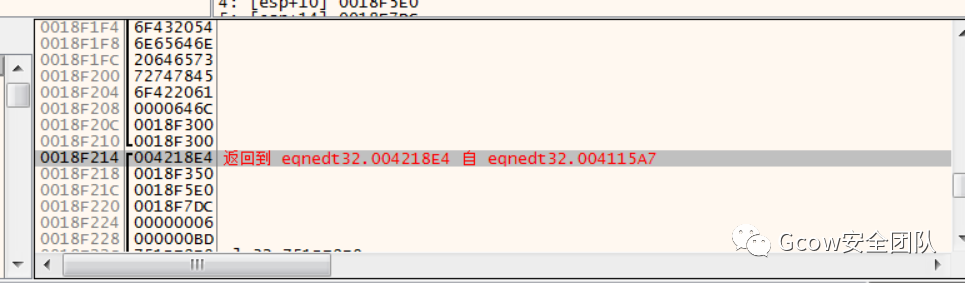 4: [esp+10] 0018F5E0
0018F1F4 6F432054
0018F1F8 6E65646E
0018F1FC 20646573
0018F200 72747845
0018F204 6F422061
0018F208 0000646C
0018F20C 0018F300
0018F210 0018F300
0018F214 004218E4 返回到 eqnedt32.004218E4 自 eqnedt32.004115A7
0018F218 0018F350
0018F21C 0018F5E0
0018F220 0018F7DC
0018F224 00000006
0018F228 000000BD
Gcow安全团队